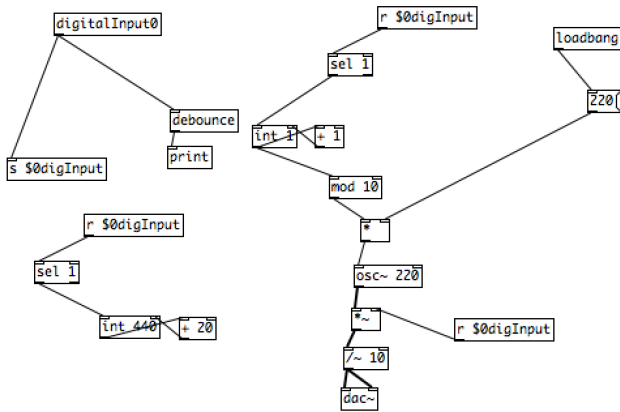 digitalInput0
s $0digInput
debounce
print
r $0digInput
sel 1
int 1
+ 1
mod 10
loadbang
220
*
osc~ 220
*~
r $0digInput
/~ 10
dac~
r $0digInput
sel 1
int 440
+ 20